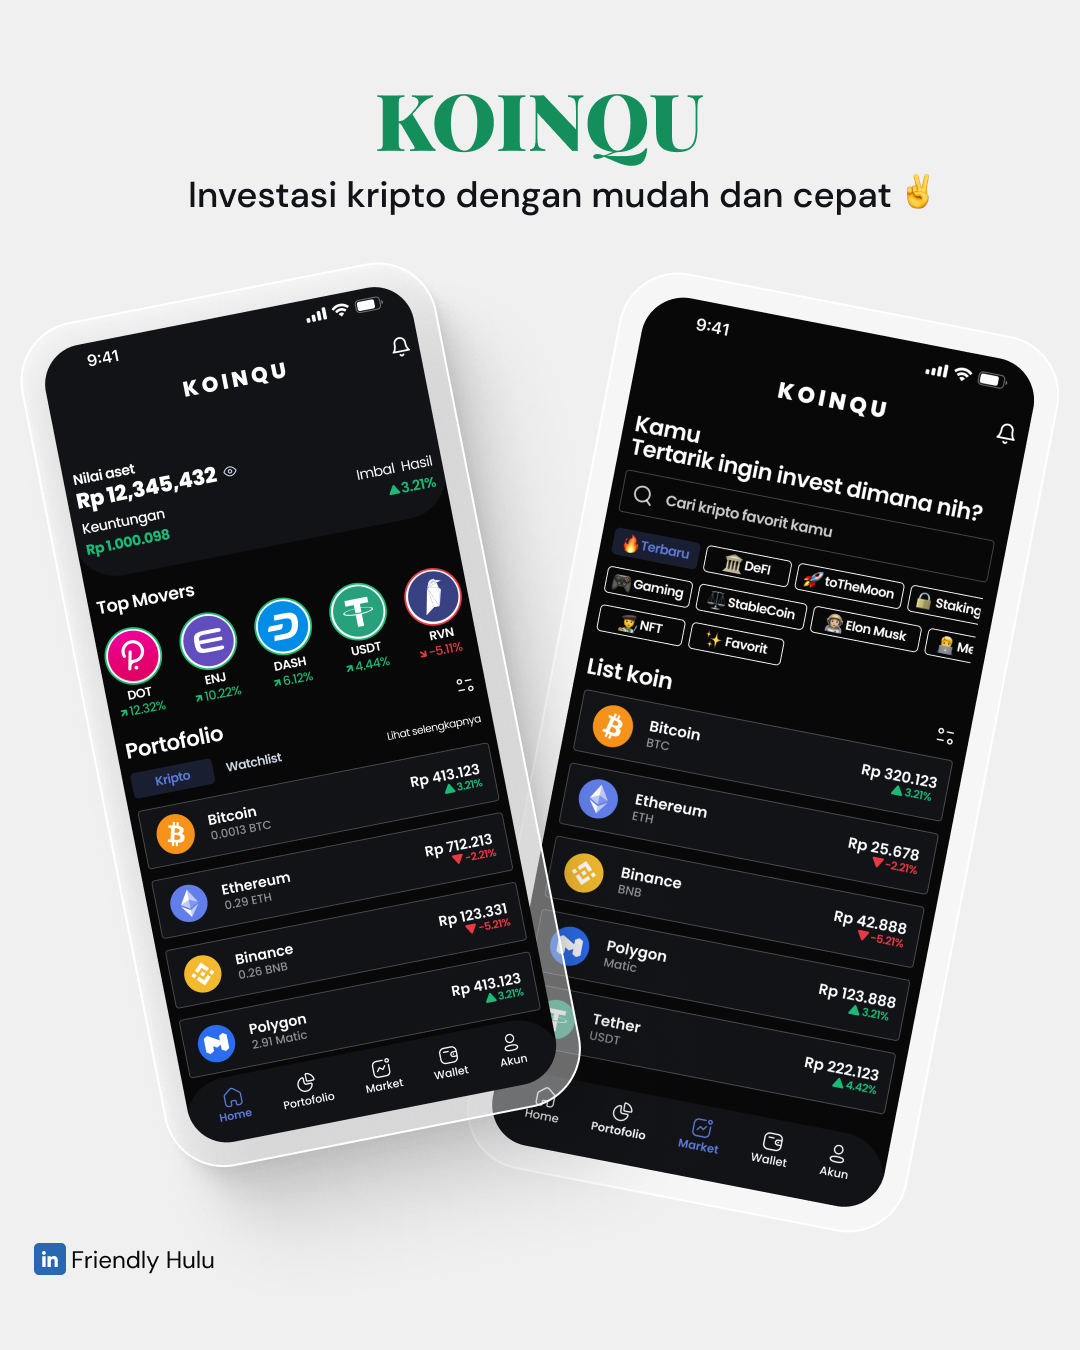 KOINQU
Investasi kripto dengan mudah dan cepat ✌️
9:41
KOINQU
Nilai aset
Rp 12,345,432
Imbal Hasil
▲3.21%
Keuntungan
Rp 1.000.098
Top Movers
DOT
12.32%
ENJ
10.22%
DASH
6.12%
USDT
4.44%
RVN
-5.11%
Portofolio
Lihat selengkapnya
Kripto
Watchlist
Bitcoin
0.0013 BTC
Rp 413.123
▲3.21%
Ethereum
0.29 ETH
Rp 712.213
▼-2.21%
Binance
0.26 BNB
Rp 123.331
▼-5.21%
Polygon
2.91 Matic
Rp 413.123
▲3.21%
Home
Portofolio
Market
Wallet
Akun
9:41
KOINQU
Kamu
Tertarik ingin invest dimana nih?
Cari kripto favorit kamu
🔥Terbaru
🏛️DeFI
🚀toTheMoon
🔒Staking
🎮Gaming
⚖️StableCoin
Elon Musk
Me
NFT
✨Favorit
List koin
Bitcoin
BTC
Rp 320.123
▲3.21%
Ethereum
ETH
Rp 25.678
▼-2.21%
Binance
BNB
Rp 42.888
▼-5.21%
Polygon
Matic
Rp 123.888
▲3.21%
Tether
USDT
Rp 222.123
▲4.42%
Home
Portofolio
Market
Wallet
Akun
in Friendly Hulu